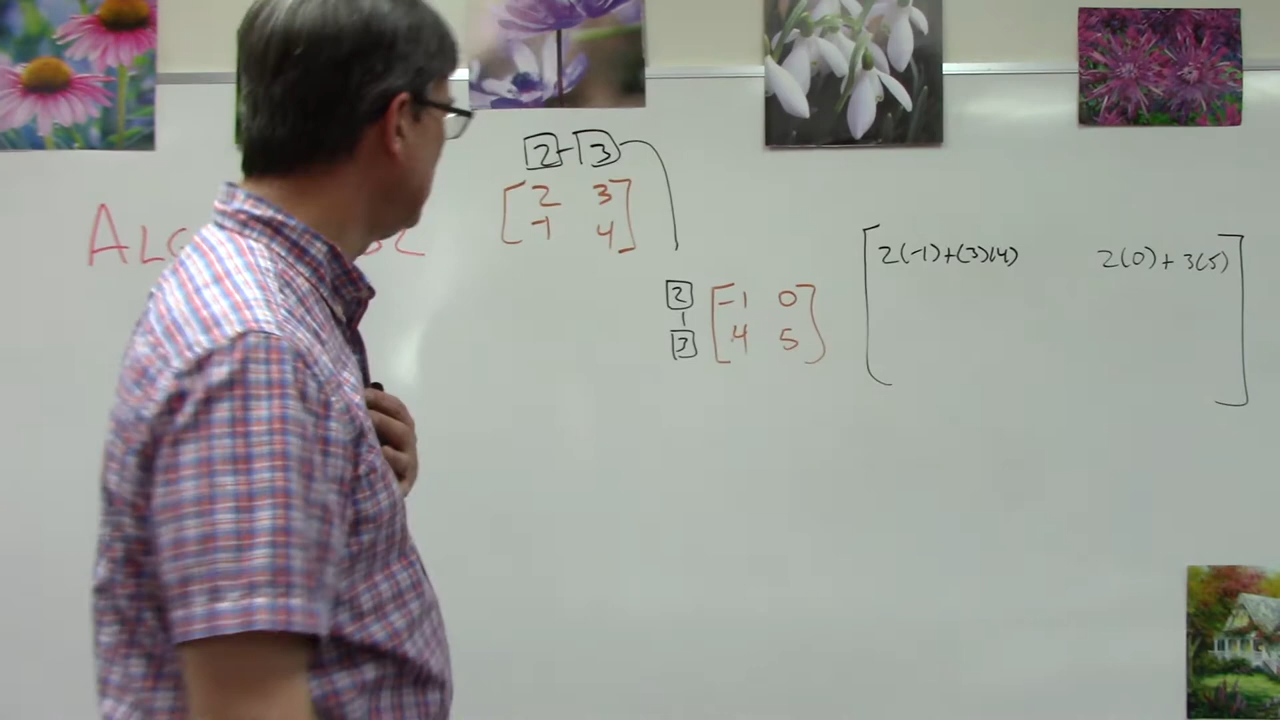 2 - 3
2 3
-1 4
2(-1)+(3)(4) 2(0)+3(5)
2 -1 0
3 4 5